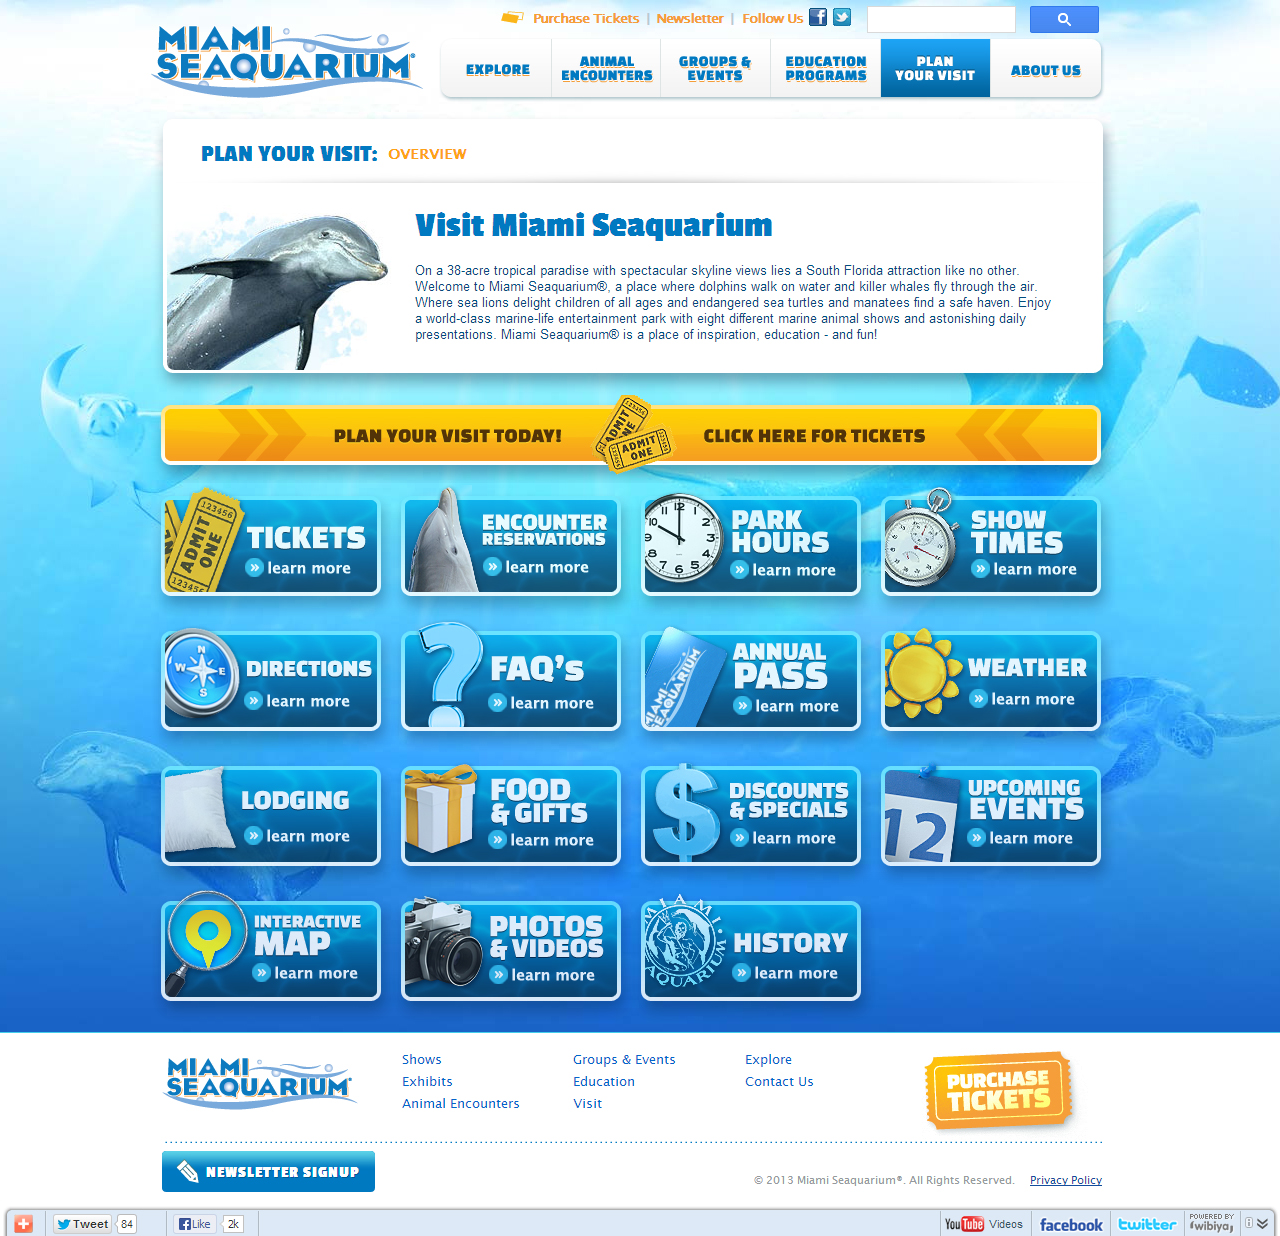 Purchase Tickets | Newsletter | Follow Us
MIAMI
SEAQUARIUM®
EXPLORE
ANIMAL
ENCOUNTERS
GROUPS &
EVENTS
EDUCATION
PROGRAMS
PLAN
YOUR VISIT
ABOUT US
PLAN YOUR VISIT: OVERVIEW
Visit Miami Seaquarium
On a 38-acre tropical paradise with spectacular skyline views lies a South Florida attraction like no other.
Welcome to Miami Seaquarium®, a place where dolphins walk on water and killer whales fly through the air.
Where sea lions delight children of all ages and endangered sea turtles and manatees find a safe haven. Enjoy
a world-class marine-life entertainment park with eight different marine animal shows and astonishing daily
presentations. Miami Seaquarium® is a place of inspiration, education - and fun!
PLAN YOUR VISIT TODAY!
123456
ADMIT
ONE
ADMIT
ONE
CLICK HERE FOR TICKETS
123456
ADMIT
ONE
123456
TICKETS
learn more
ENCOUNTER
RESERVATIONS
learn more
PARK
HOURS
learn more
SHOW
TIMES
learn more
N
W E
S
DIRECTIONS
learn more
FAQ's
learn more
MIAMI
SEAQUARIUM
ANNUAL
PASS
learn more
WEATHER
learn more
LODGING
learn more
FOOD
& GIFTS
learn more
$
DISCOUNTS
& SPECIALS
learn more
12
UPCOMING
EVENTS
learn more
INTERACTIVE
MAP
learn more
PHOTOS
& VIDEOS
learn more
MIAMI
AQUARIUM
HISTORY
learn more
MIAMI
SEAQUARIUM®
Shows
Exhibits
Animal Encounters
Groups & Events
Education
Visit
Explore
Contact Us
PURCHASE
TICKETS
NEWSLETTER SIGNUP
© 2013 Miami Seaquarium®. All Rights Reserved. Privacy Policy
Tweet 84
Like 2k
YouTube Videos
facebook
twitter
POWERED BY
wibiya